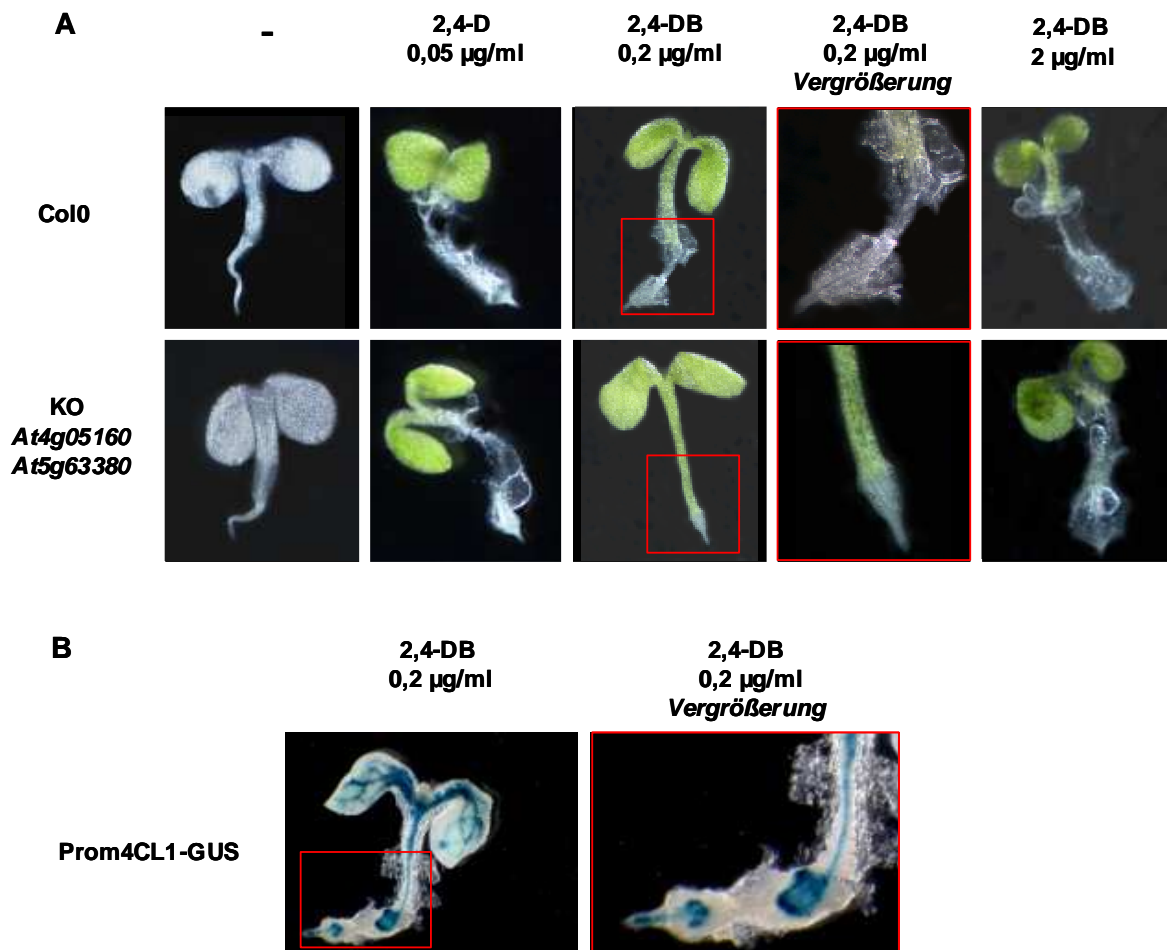 A
-
2,4-D
0,05 µg/ml
2,4-DB
0,2 µg/ml
2,4-DB
0,2 µg/ml
Vergrößerung
2,4-DB
2 µg/ml
Col0
KO
At4g05160
At5g63380
B
2,4-DB
0,2 µg/ml
2,4-DB
0,2 µg/ml
Vergrößerung
Prom4CL1-GUS